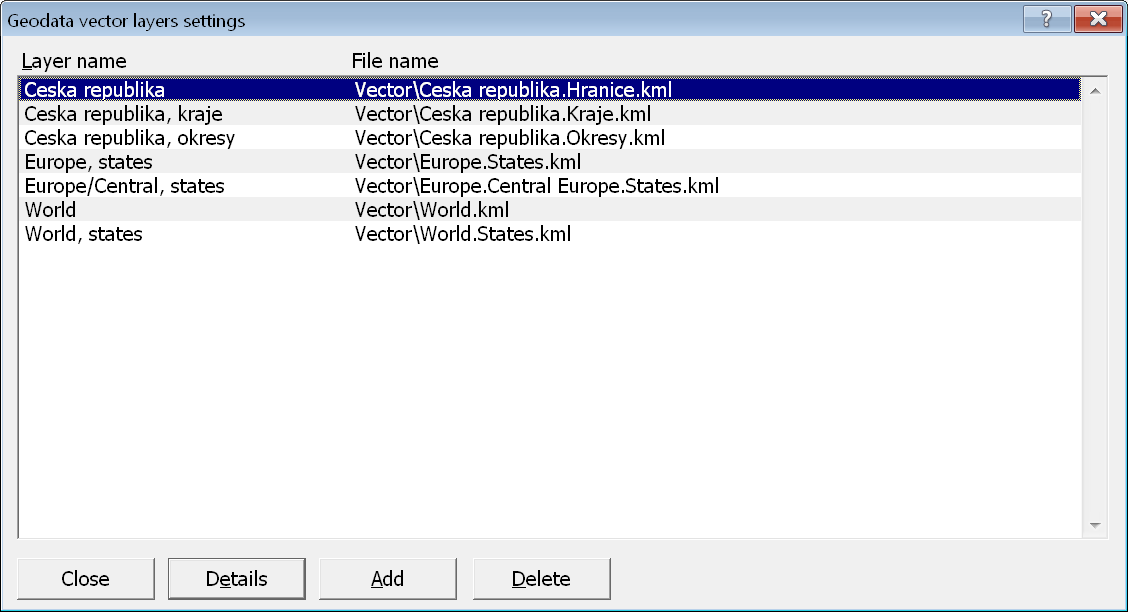 Geodata vector layers settings ?
Layer name File name
Ceska republika Vector\Ceska republika.Hranice.kml
Ceska republika, kraje Vector\Ceska republika.Kraje.kml
Ceska republika, okresy Vector\Ceska republika.Okresy.kml
Europe, states Vector\Europe.States.kml
Europe/Central, states Vector\Europe.Central Europe.States.kml
World Vector\World.kml
World, states Vector\World.States.kml
Close Details Add Delete